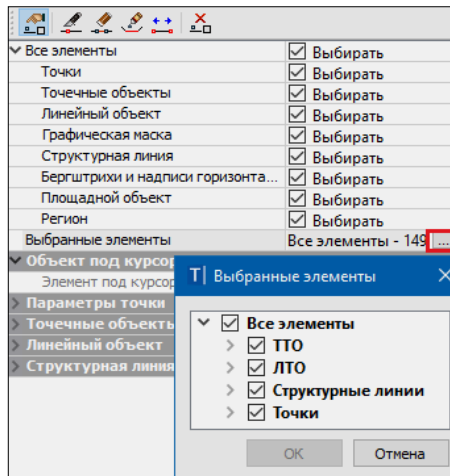 Все элементы Выбирать
Точки Выбирать
Точечные объекты Выбирать
Линейный объект Выбирать
Графическая маска Выбирать
Структурная линия Выбирать
Бергштрихи и надписи горизонта... Выбирать
Площадной объект Выбирать
Регион Выбирать
Выбранные элементы Все элементы - 149 ...
Объект под курсор
Элемент под курсор
Параметры точки
Точечные объекты
Линейный объект
Структурная линия
T| Выбранные элементы
Все элементы
ТТО
ЛТО
Структурные линии
Точки
ОК Отмена